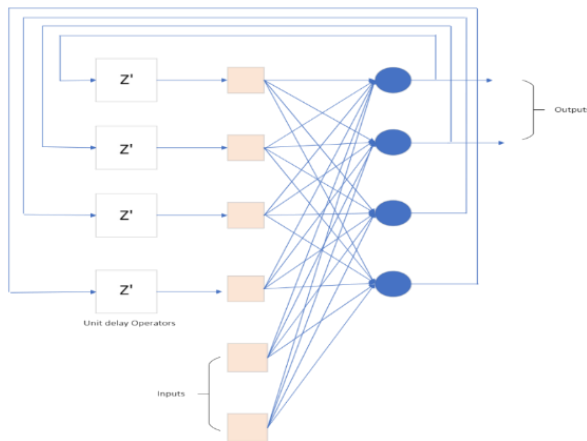 Z'
Z'
Output
Z'
Z'
Unit delay Operators
Inputs